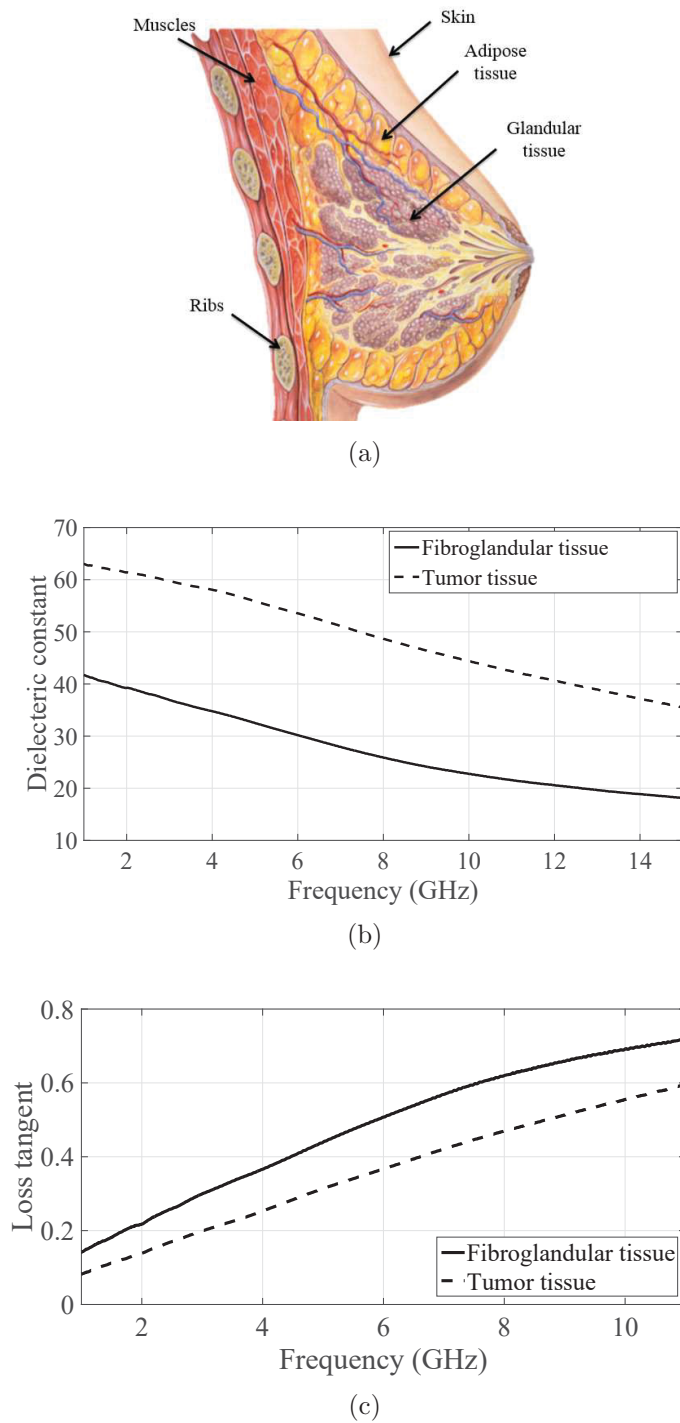 Muscles
Skin
Adipose
tissue
Glandular
tissue
Ribs
(a)
70
60
50
40
30
20
10
Dielecteric constant
Fibroglandular tissue
Tumor tissue
2 4 6 8 10 12 14
Frequency (GHz)
(b)
0.8
0.6
0.4
0.2
0
Loss tangent
Fibroglandular tissue
Tumor tissue
2 4 6 8 10
Frequency (GHz)
(c)